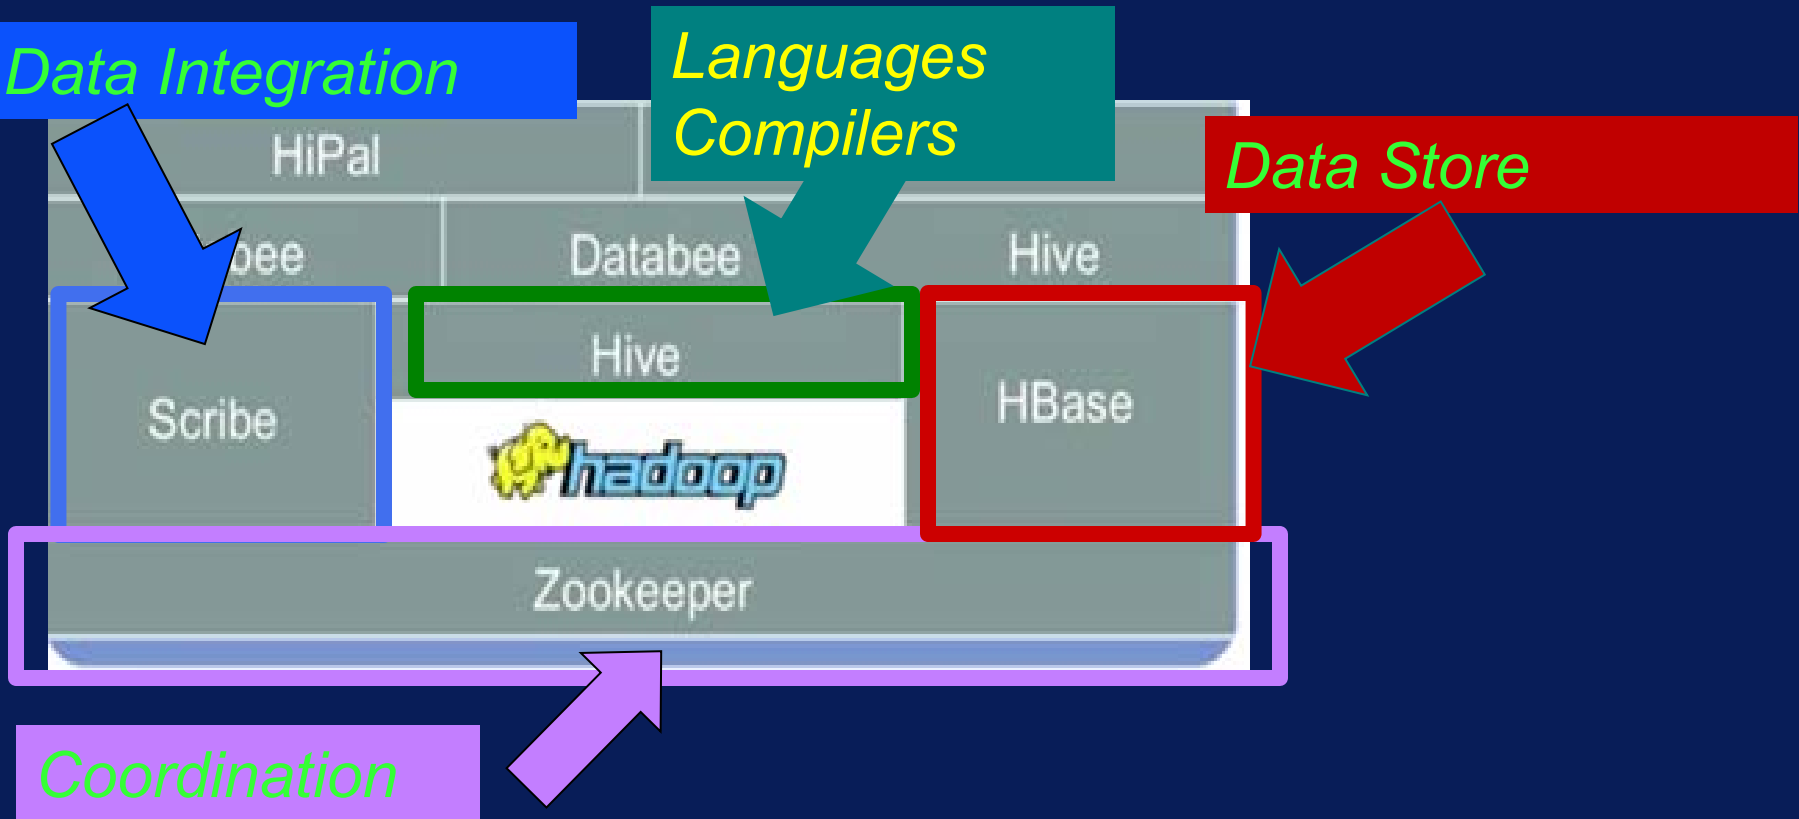 Data Integration
Languages
Compilers
Data Store
HiPal
Databee
Hive
Hive
Scribe
hadoop
HBase
Zookeeper
Coordination